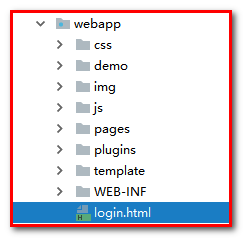 webapp
css
demo
img
js
pages
plugins
template
WEB-INF
login.html